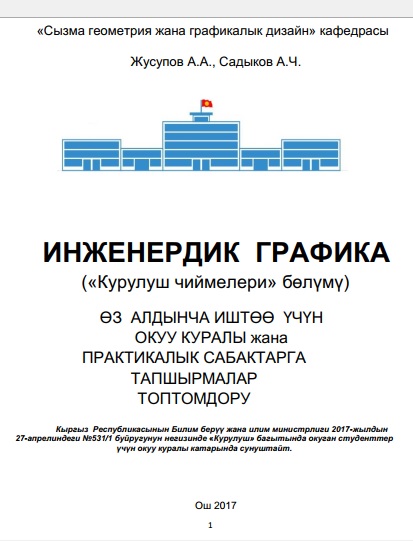 «Сызма геометрия жана графикалык дизайн» кафедрасы
Жусупов А.А., Садыков А.Ч.
ИНЖЕНЕРДИК ГРАФИКА
(«Курулуш чиймелери» бөлүмү)
ӨЗ АЛДЫНЧА ИШТӨӨ ҮЧҮН
ОКУУ КУРАЛЫ жана
ПРАКТИКАЛЫК САБАКТАРГА
ТАПШЫРМАЛАР
ТОПТОМДОРУ
Кыргыз Республикасынын Билим берүү жана илим министрлиги 2017-жылдын
27-апрелиндеги №531/1 буйругунун негизинде «Курулуш» багытында окуган студенттер
үчүн окуу куралы катарында сунуштайт.
Ош 2017
1